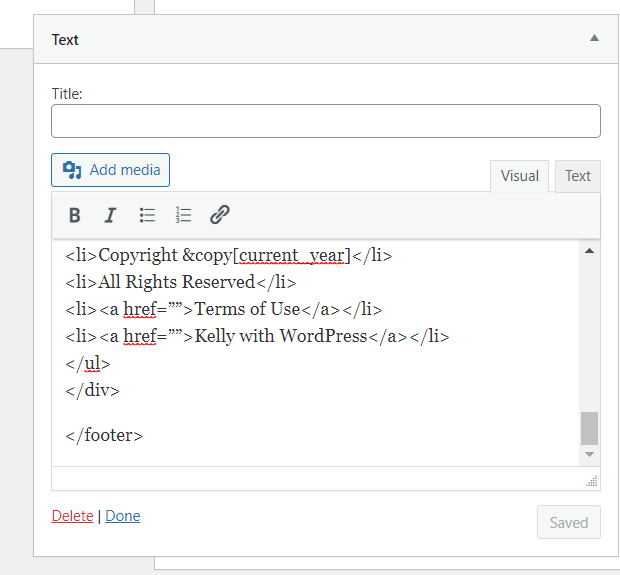 Text
Title:
Add media
Visual
Text
B I
<li>Copyright &copy[current_year]</li>
<li>All Rights Reserved</li>
<li><a href=””>Terms of Use</a></li>
<li><a href=””>Kelly with WordPress</a></li>
</ul>
</div>
</footer>
Delete | Done
Saved